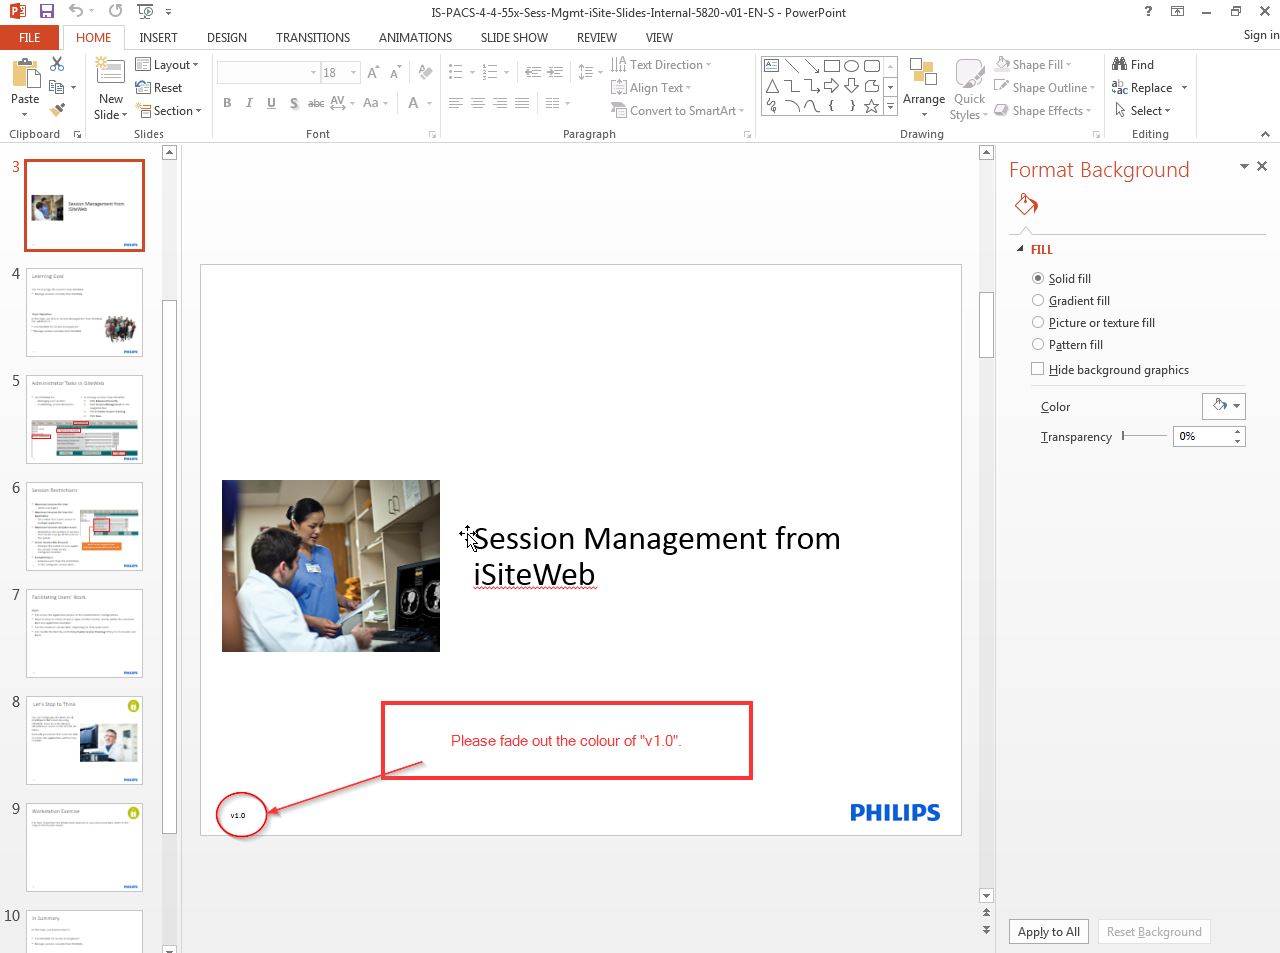 IS-PACS-4-4-55x-Sess-Mgmt-iSite-Slides-Internal-5820-v01-EN-S - PowerPoint
?
FILE HOME INSERT DESIGN TRANSITIONS ANIMATIONS SLIDE SHOW REVIEW VIEW Sign in
Paste
New Slide
Layout
Reset
Section
18
B I U S abc AV Aa A
Text Direction
Align Text
Convert to SmartArt
Arrange
Quick Styles
Shape Fill
Shape Outline
Shape Effects
Find
Replace
Select
Clipboard Slides Font Paragraph Drawing Editing
3
Session Management from
iSiteWeb
PHILIPS
4
Learning Goal
PHILIPS
5
Administrator Tasks in iSiteWeb
PHILIPS
6
Session Restrictions
PHILIPS
7
Facilitating Users' Work
PHILIPS
8
Let's Stop to Think
PHILIPS
9
Workstation Exercise
PHILIPS
10
In Summary
Session Management from
iSiteWeb
Please fade out the colour of "v1.0".
v1.0
PHILIPS
Format Background
FILL
Solid fill
Gradient fill
Picture or texture fill
Pattern fill
Hide background graphics
Color
Transparency 0%
Apply to All Reset Background